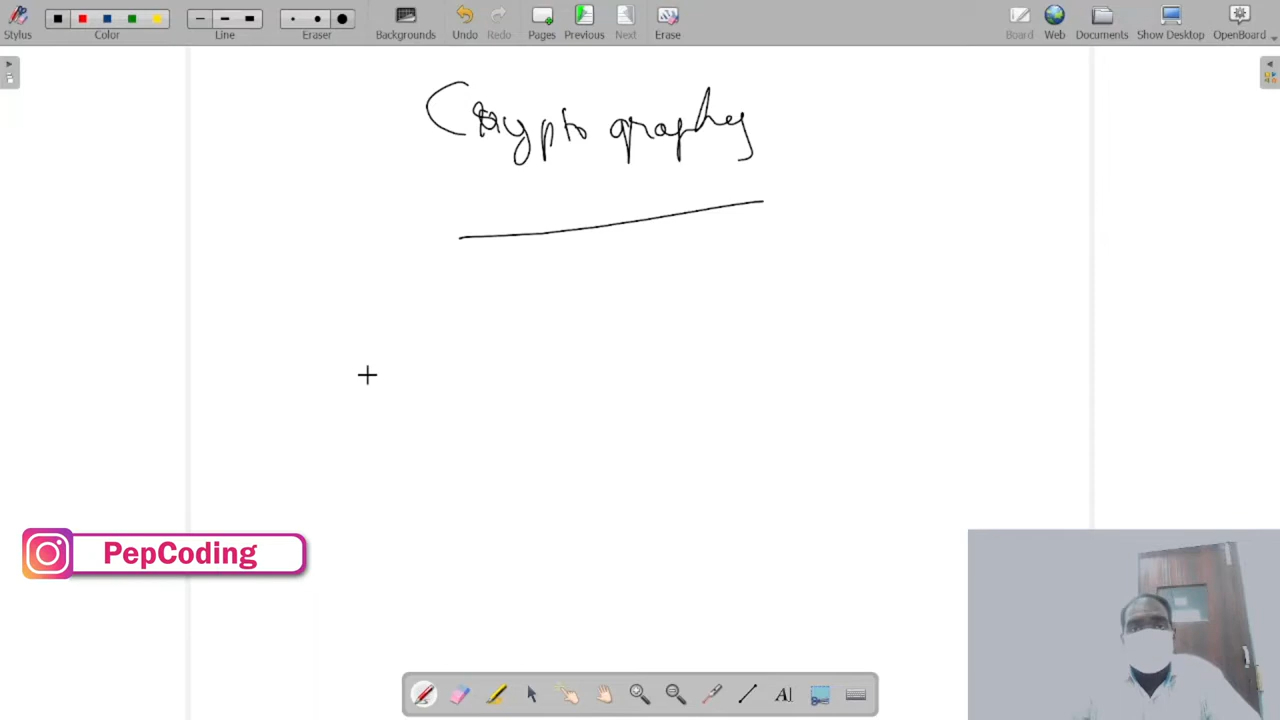 Stylus Color Line Eraser Backgrounds Undo Redo Pages Previous Next Erase Board Web Documents Show Desktop OpenBoard
Cryptography
PepCoding
AI